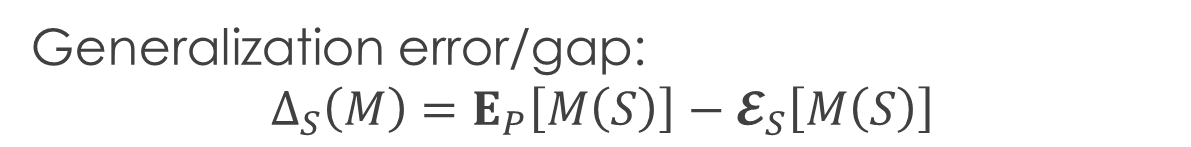 Generalization error/gap:
Δ_S(M) = 𝐄_P[M(S)] − 𝓔_S[M(S)]